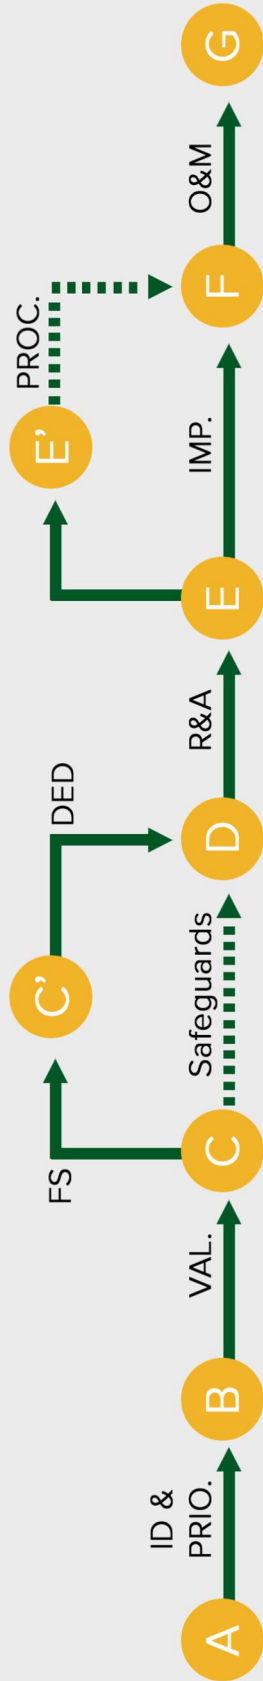 A
ID &
PRIO.
B
VAL.
C
FS
C’
DED
Safeguards
D
R&A
E
E’
PROC.
IMP.
F
O&M
G